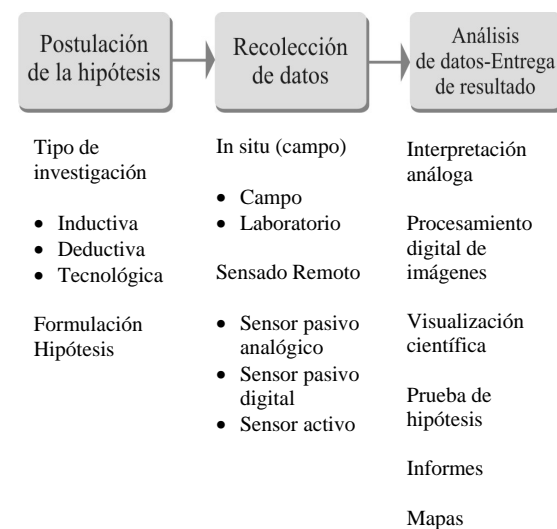 Postulación
de la hipótesis
Recolección
de datos
Análisis
de datos-Entrega
de resultado
Tipo de
investigación
• Inductiva
• Deductiva
• Tecnológica
Formulación
Hipótesis
In situ (campo)
• Campo
• Laboratorio
Sensado Remoto
• Sensor pasivo
analógico
• Sensor pasivo
digital
• Sensor activo
Interpretación
análoga
Procesamiento
digital de
imágenes
Visualización
científica
Prueba de
hipótesis
Informes
Mapas